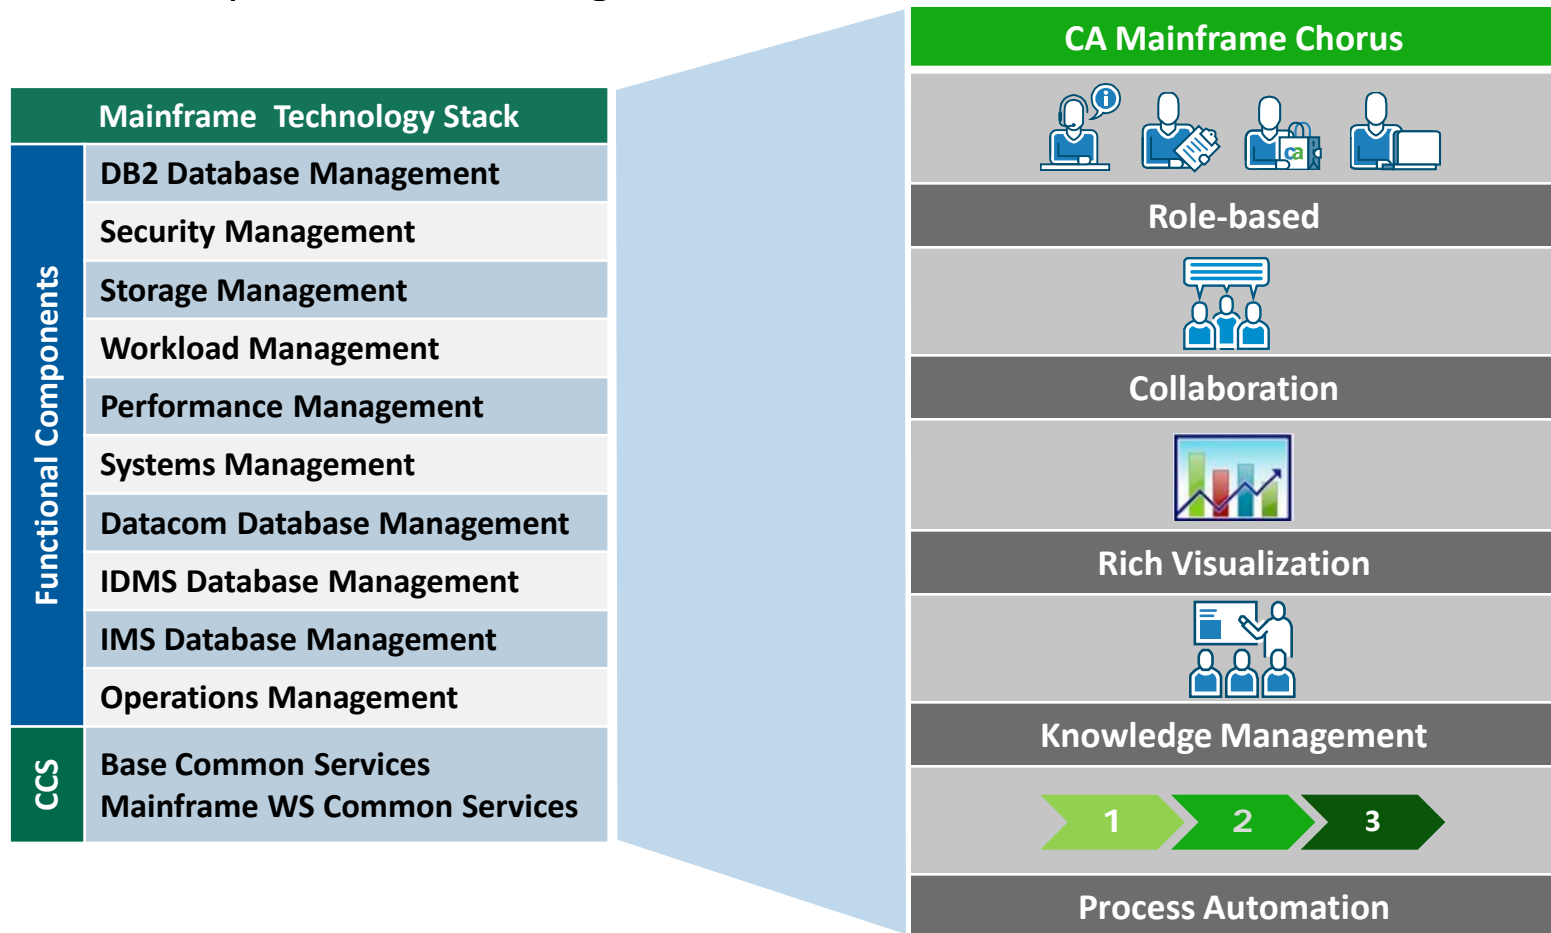 Mainframe Technology Stack
Functional Components
DB2 Database Management
Security Management
Storage Management
Workload Management
Performance Management
Systems Management
Datacom Database Management
IDMS Database Management
IMS Database Management
Operations Management
CCS
Base Common Services
Mainframe WS Common Services
CA Mainframe Chorus
i
ca
Role-based
Collaboration
Rich Visualization
Knowledge Management
1 2 3
Process Automation